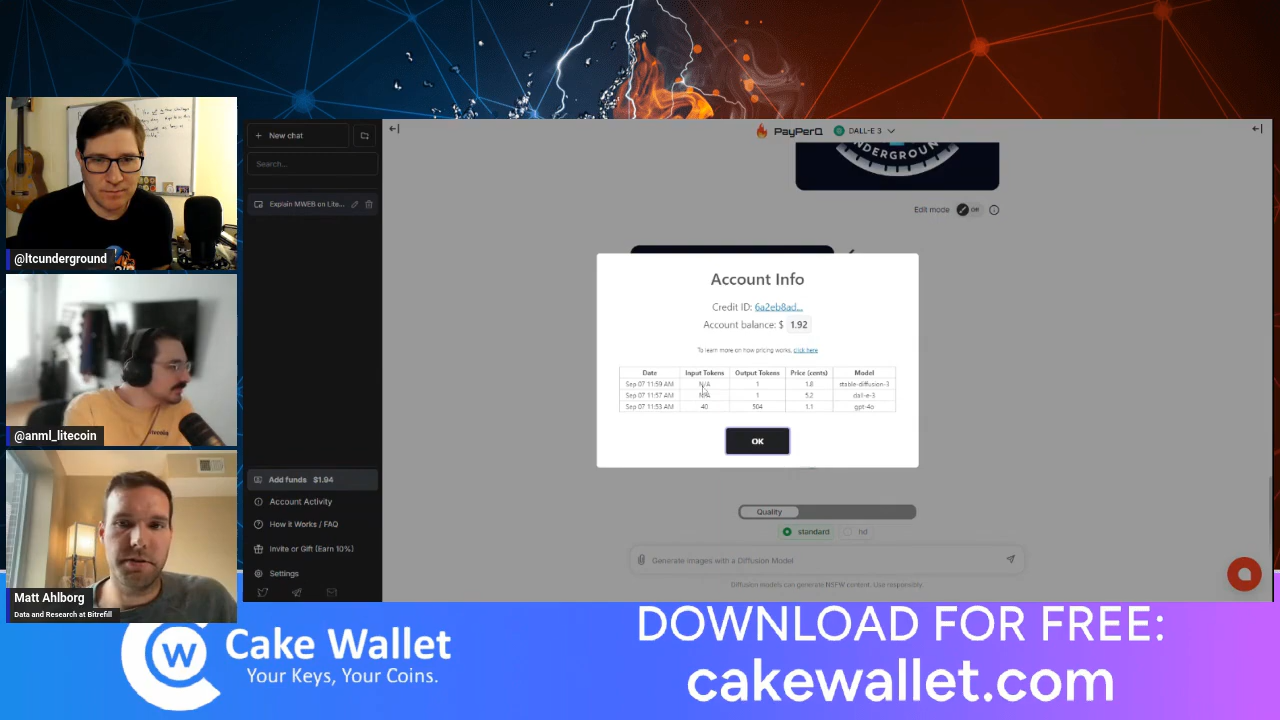 @ltcunderground
@anml_litecoin
Matt Ahlborg
Data and Research at Bitrefill
New chat
Search...
Explain MWEB on Lite...
Add funds $1.94
Account Activity
How it Works / FAQ
Invite or Gift (Earn 10%)
Settings
PayPerQ
DALL-E 3
UNDERGROUND
Edit mode
Off
Account Info
Credit ID: 6a2eb8ad...
Account balance: $ 1.92
To learn more on how pricing works, click here
Date Input Tokens Output Tokens Price (cents) Model
Sep 07 11:59 AM N/A 1 1.8 stable-diffusion-3
Sep 07 11:57 AM N/A 1 5.2 dall-e-3
Sep 07 11:53 AM 40 504 1.1 gpt-4o
OK
Quality
standard hd
Generate images with a Diffusion Model
Diffusion models can generate NSFW content. Use responsibly.
Cake Wallet
Your Keys, Your Coins.
DOWNLOAD FOR FREE:
cakewallet.com